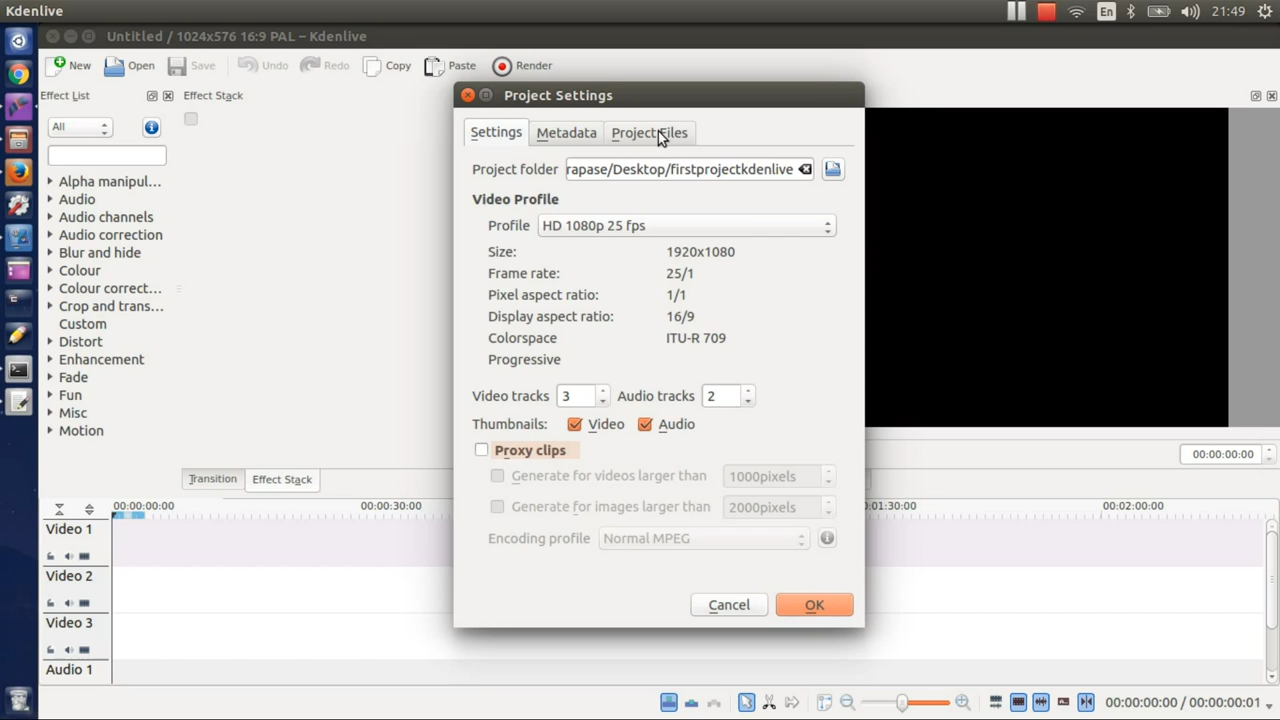 Kdenlive
En
21:49
Untitled / 1024x576 16:9 PAL – Kdenlive
New
Open
Save
Undo
Redo
Copy
Paste
Render
Effect List
Effect Stack
All
Alpha manipul...
Audio
Audio channels
Audio correction
Blur and hide
Colour
Colour correct...
Crop and trans...
Custom
Distort
Enhancement
Fade
Fun
Misc
Motion
Transition
Effect Stack
Project Settings
Settings
Metadata
Project Files
Project folder
rapase/Desktop/firstprojectkdenlive
Video Profile
Profile
HD 1080p 25 fps
Size: 1920x1080
Frame rate: 25/1
Pixel aspect ratio: 1/1
Display aspect ratio: 16/9
Colorspace ITU-R 709
Progressive
Video tracks 3 Audio tracks 2
Thumbnails: Video Audio
Proxy clips
Generate for videos larger than 1000pixels
Generate for images larger than 2000pixels
Encoding profile Normal MPEG
Cancel
OK
00:00:00:00
00:00:00:00
00:00:30:00
0:01:30:00
00:02:00:00
Video 1
Video 2
Video 3
Audio 1
00:00:00:00 / 00:00:00:01